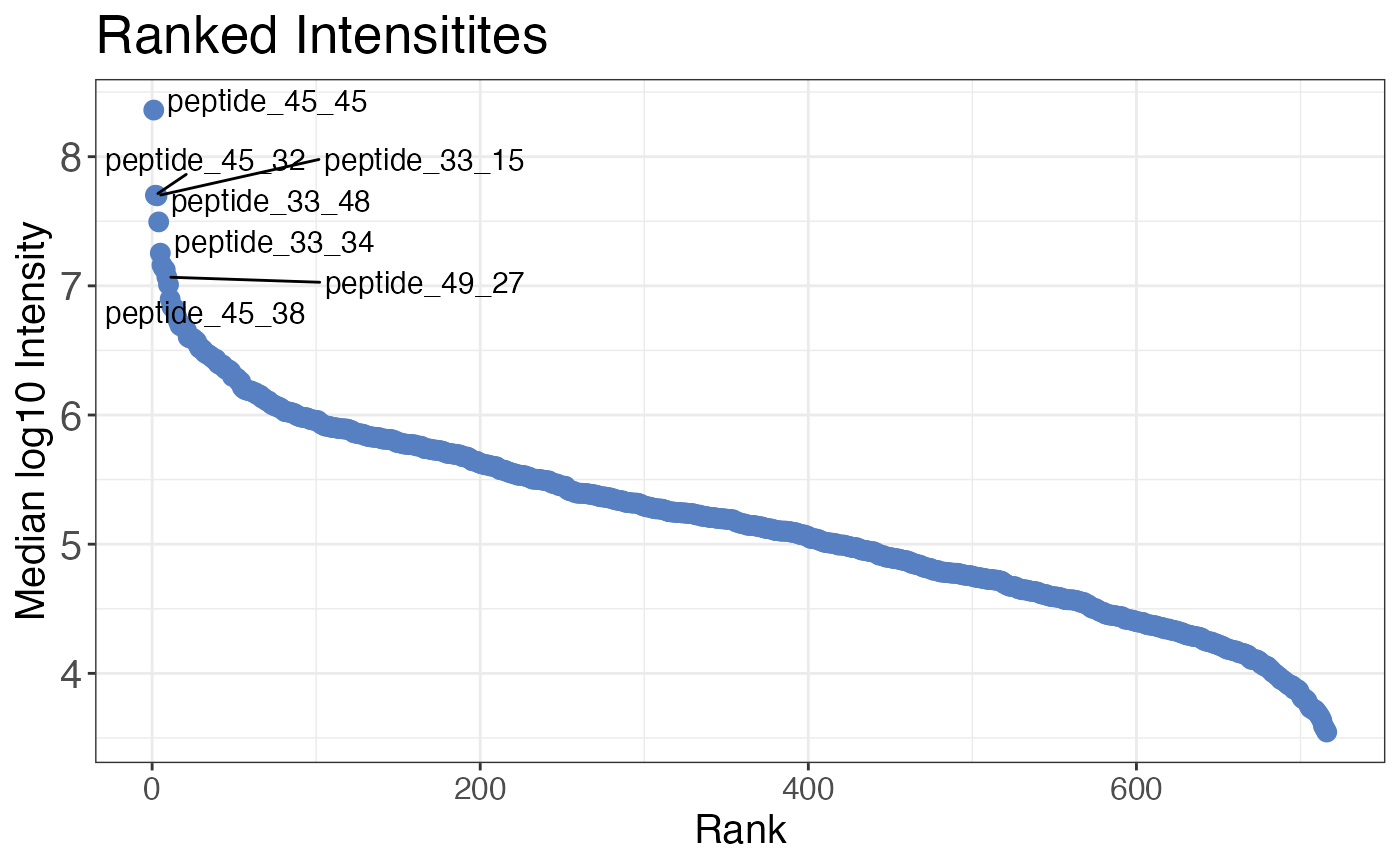 Ranked Intensitites
peptide_45_45
peptide_45_32
peptide_33_15
peptide_33_48
peptide_33_34
peptide_49_27
peptide_45_38
8
7
6
5
4
Median log10 Intensity
0
200
400
600
Rank